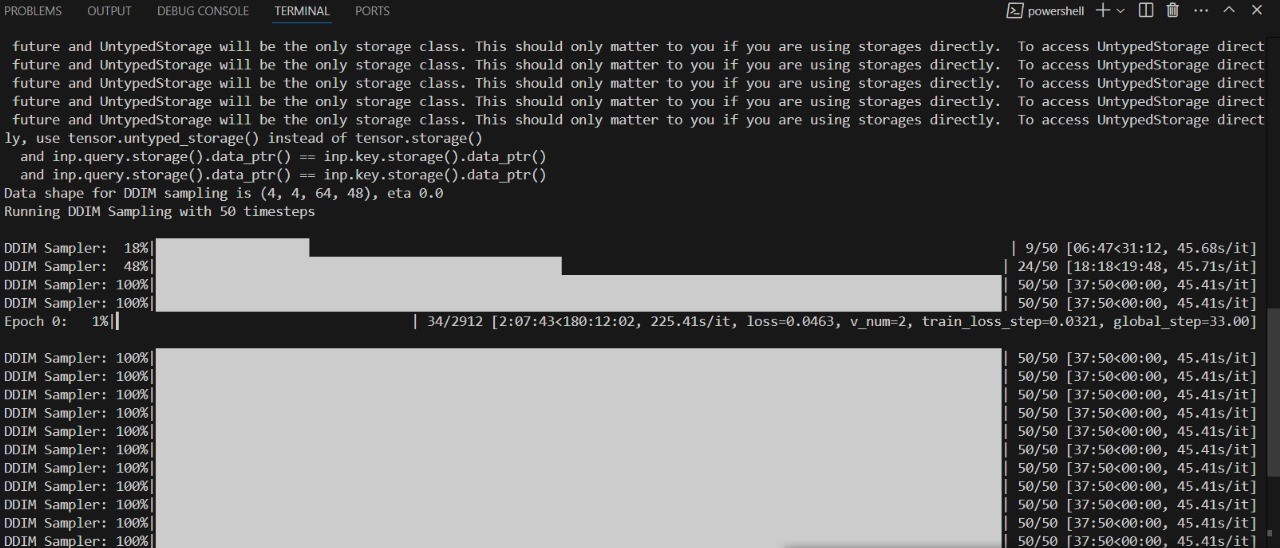 PROBLEMS OUTPUT DEBUG CONSOLE TERMINAL PORTS powershell
future and UntypedStorage will be the only storage class. This should only matter to you if you are using storages directly.  To access UntypedStorage direct
future and UntypedStorage will be the only storage class. This should only matter to you if you are using storages directly.  To access UntypedStorage direct
future and UntypedStorage will be the only storage class. This should only matter to you if you are using storages directly.  To access UntypedStorage direct
future and UntypedStorage will be the only storage class. This should only matter to you if you are using storages directly.  To access UntypedStorage direct
future and UntypedStorage will be the only storage class. This should only matter to you if you are using storages directly.  To access UntypedStorage direct
ly, use tensor.untyped_storage() instead of tensor.storage()
and inp.query.storage().data_ptr() == inp.key.storage().data_ptr()
and inp.query.storage().data_ptr() == inp.key.storage().data_ptr()
Data shape for DDIM sampling is (4, 4, 64, 48), eta 0.0
Running DDIM Sampling with 50 timesteps
DDIM Sampler:  18%| | 9/50 [06:47<31:12, 45.68s/it]
DDIM Sampler:  48%| | 24/50 [18:18<19:48, 45.71s/it]
DDIM Sampler: 100%| | 50/50 [37:50<00:00, 45.41s/it]
DDIM Sampler: 100%| | 50/50 [37:50<00:00, 45.41s/it]
Epoch 0:   1%| | 34/2912 [2:07:43<180:12:02, 225.41s/it, loss=0.0463, v_num=2, train_loss_step=0.0321, global_step=33.00]
DDIM Sampler: 100%| | 50/50 [37:50<00:00, 45.41s/it]
DDIM Sampler: 100%| | 50/50 [37:50<00:00, 45.41s/it]
DDIM Sampler: 100%| | 50/50 [37:50<00:00, 45.41s/it]
DDIM Sampler: 100%| | 50/50 [37:50<00:00, 45.41s/it]
DDIM Sampler: 100%| | 50/50 [37:50<00:00, 45.41s/it]
DDIM Sampler: 100%| | 50/50 [37:50<00:00, 45.41s/it]
DDIM Sampler: 100%| | 50/50 [37:50<00:00, 45.41s/it]
DDIM Sampler: 100%| | 50/50 [37:50<00:00, 45.41s/it]
DDIM Sampler: 100%| | 50/50 [37:50<00:00, 45.41s/it]
DDIM Sampler: 100%| | 50/50 [37:50<00:00, 45.41s/it]
DDIM Sampler: 100%| | 50/50 [37:50<00:00, 45.41s/it]